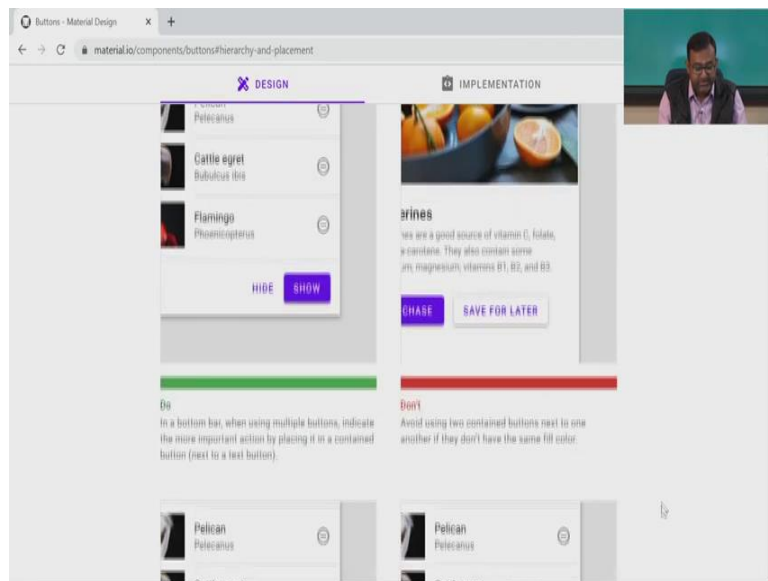 Buttons - Material Design
material.io/components/buttons#hierarchy-and-placement
DESIGN
IMPLEMENTATION
Pelecanus
Cattle egret
Bubulcus ibis
Flamingo
Phoenicopterus
HIDE
SHOW
erines
nes are a good source of vitamin C, folate,
carotene. They also contain some
um, magnesium, vitamins B1, B2, and B3.
CHASE
SAVE FOR LATER
Do
In a bottom bar, when using multiple buttons, indicate
the more important action by placing it in a contained
button (next to a text button).
Don't
Avoid using two contained buttons next to one
another if they don't have the same fill color.
Pelican
Pelecanus
Pelican
Pelecanus